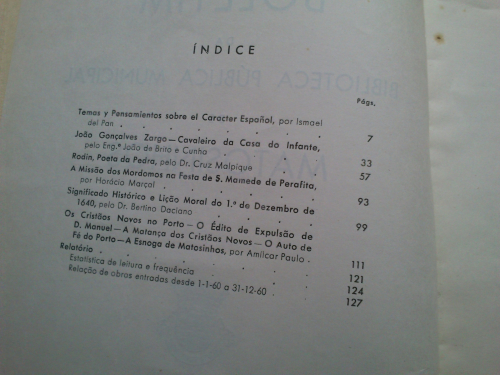 ÍNDICE
Págs.
Temas y Pensamientos sobre el Caracter Español, por Ismael
del Pan 7
João Gonçalves Zargo—Cavaleiro da Casa do Infante,
pelo Eng.º João de Brito e Cunha 33
Rodin, Poeta da Pedra, pelo Dr. Cruz Malpique 57
A Missão dos Mordomos na Festa de S. Mamede de Perafita,
por Horácio Marçal 93
Significado Histórico e Lição Moral do 1.º de Dezembro de
1640, pelo Dr. Bertino Daciano 99
Os Cristãos Novos no Porto—O Édito de Expulsão de
D. Manuel—A Matança dos Cristãos Novos—O Auto de
Fé do Porto—A Esnoga de Matosinhos, por Amílcar Paulo 111
Relatório 121
Estatística de leitura e frequência 124
Relação de obras entradas desde 1-1-60 a 31-12-60 127
BIBLIOTECA PÚBLICA MUNICIPAL